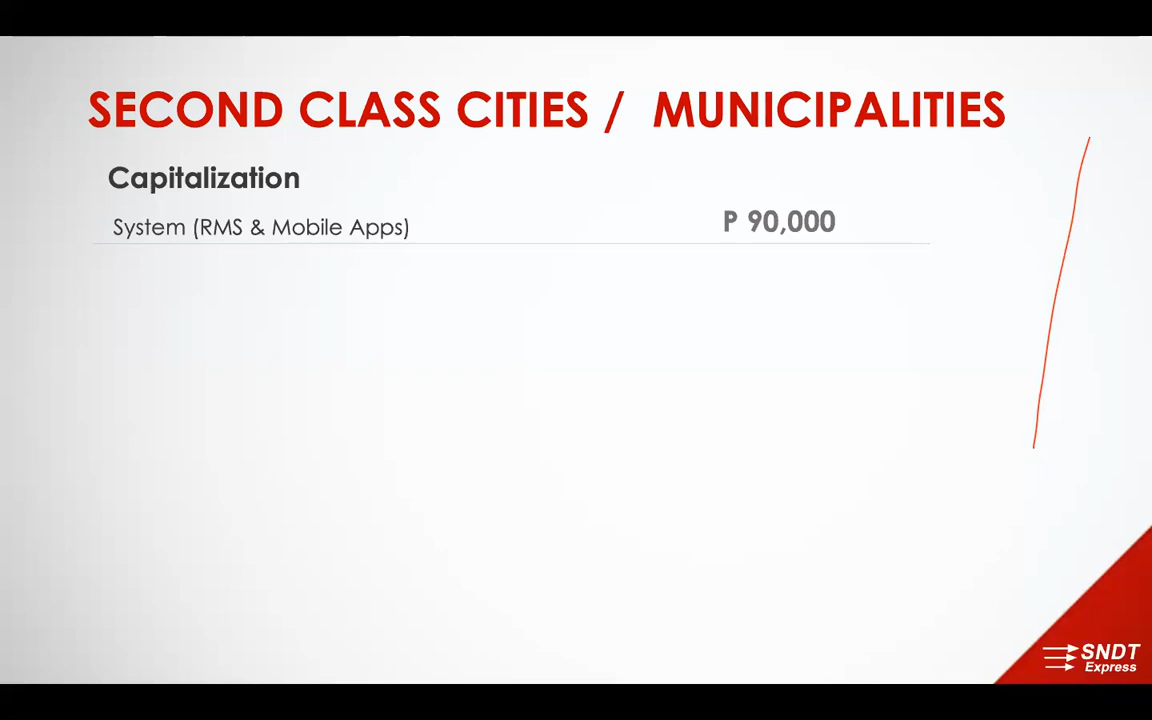 SECOND CLASS CITIES / MUNICIPALITIES
Capitalization
System (RMS & Mobile Apps) P 90,000
SNDT
Express